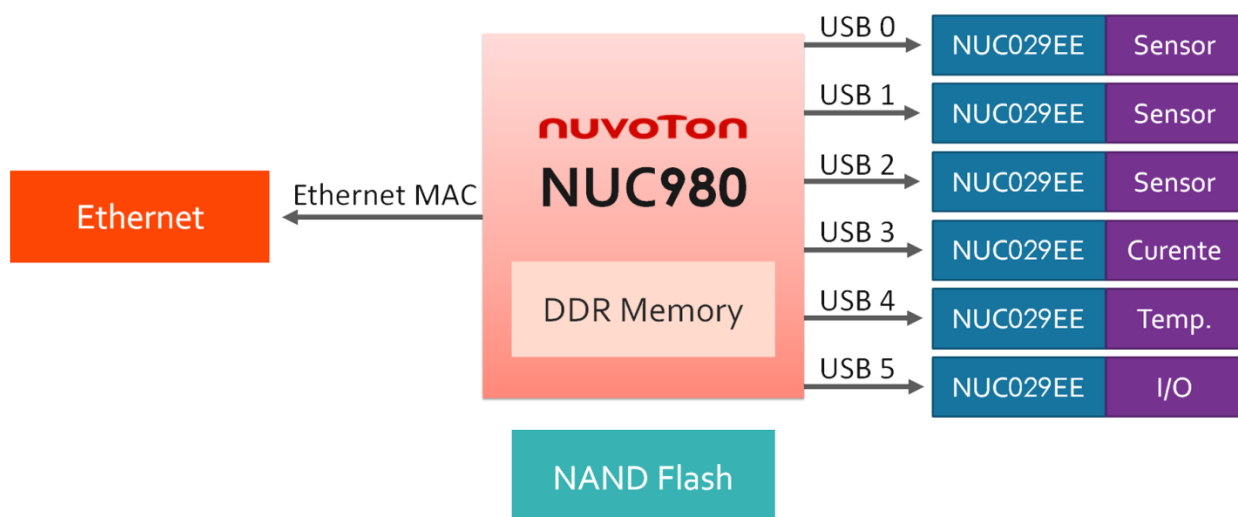 Ethernet
Ethernet MAC
nuvoton
NUC980
DDR Memory
NAND Flash
USB 0
NUC029EE Sensor
USB 1
NUC029EE Sensor
USB 2
NUC029EE Sensor
USB 3
NUC029EE Curente
USB 4
NUC029EE Temp.
USB 5
NUC029EE I/O